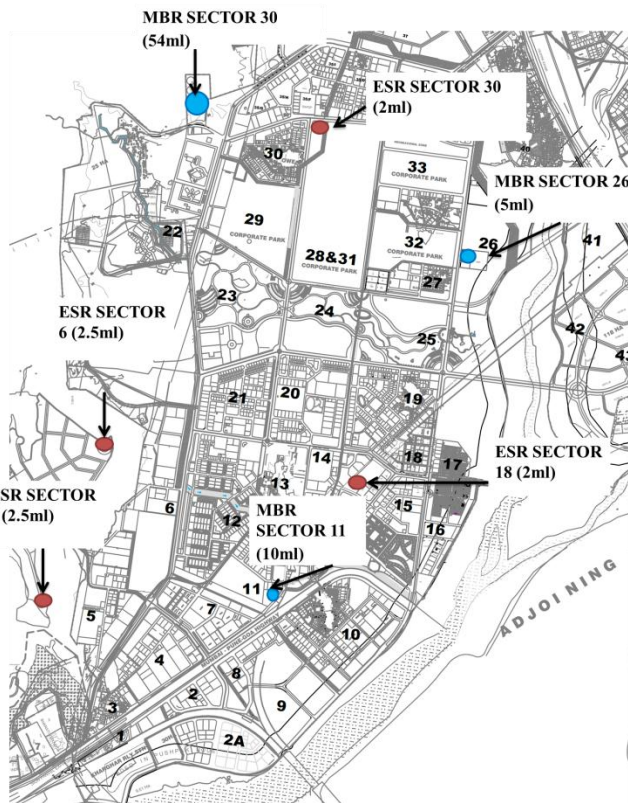 MBR SECTOR 30
(54ml)
37
ESR SECTOR 30
(2ml)
30
33
CORPORATE PARK
MBR SECTOR 26
(5ml)
22
29
CORPORATE PARK
32
CORPORATE PARK
26
41
28&31
CORPORATE PARK
27
23
24
25
42
43
ESR SECTOR
6 (2.5ml)
21
20
19
14
18
17
ESR SECTOR
18 (2ml)
13
6
12
15
16
MBR
SECTOR 11
(10ml)
SR SECTOR
(2.5ml)
11
7
5
10
4
8
2
9
3
1
2A
ADJOINING